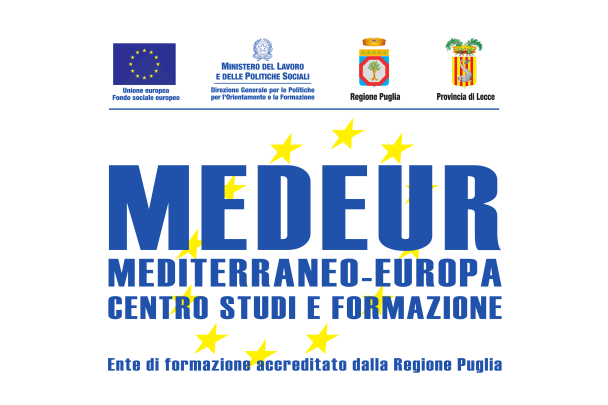 Unione europea
Fondo sociale europeo
MINISTERO DEL LAVORO
E DELLE POLITICHE SOCIALI
Direzione Generale per le Politiche
per l'Orientamento e la Formazione
Regione Puglia
Provincia di Lecce
MEDEUR
MEDITERRANEO-EUROPA
CENTRO STUDI E FORMAZIONE
Ente di formazione accreditato dalla Regione Puglia